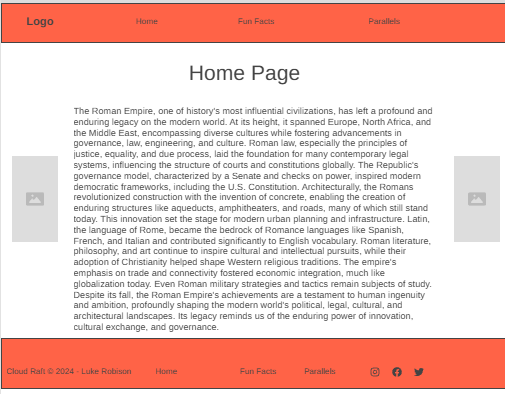 Logo
Home
Fun Facts
Parallels
Home Page
The Roman Empire, one of history's most influential civilizations, has left a profound and
enduring legacy on the modern world. At its height, it spanned Europe, North Africa, and
the Middle East, encompassing diverse cultures while fostering advancements in
governance, law, engineering, and culture. Roman law, especially the principles of
justice, equality, and due process, laid the foundation for many contemporary legal
systems, influencing the structure of courts and constitutions globally. The Republic's
governance model, characterized by a Senate and checks on power, inspired modern
democratic frameworks, including the U.S. Constitution. Architecturally, the Romans
revolutionized construction with the invention of concrete, enabling the creation of
enduring structures like aqueducts, amphitheaters, and roads, many of which still stand
today. This innovation set the stage for modern urban planning and infrastructure. Latin,
the language of Rome, became the bedrock of Romance languages like Spanish,
French, and Italian and contributed significantly to English vocabulary. Roman literature,
philosophy, and art continue to inspire cultural and intellectual pursuits, while their
adoption of Christianity helped shape Western religious traditions. The empire's
emphasis on trade and connectivity fostered economic integration, much like
globalization today. Even Roman military strategies and tactics remain subjects of study.
Despite its fall, the Roman Empire's achievements are a testament to human ingenuity
and ambition, profoundly shaping the modern world's political, legal, cultural, and
architectural landscapes. Its legacy reminds us of the enduring power of innovation,
cultural exchange, and governance.
Cloud Raft © 2024 · Luke Robison
Home
Fun Facts
Parallels